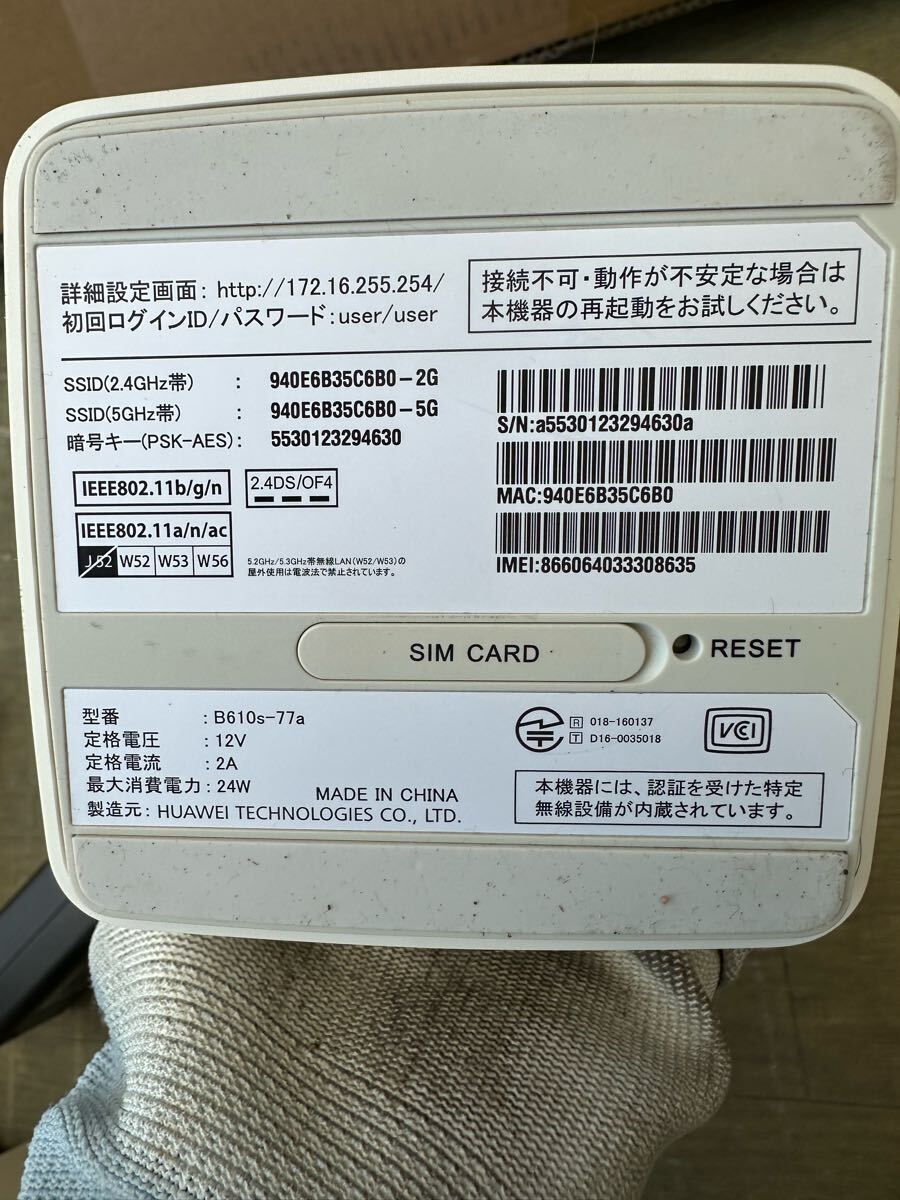 詳細設定画面: http://172.16.255.254/
初回ログインID/パスワード:user/user
接続不可・動作が不安定な場合は
本機器の再起動をお試しください。
SSID(2.4GHz帯) : 940E6B35C6B0-2G
SSID(5GHz帯) : 940E6B35C6B0-5G
暗号キー(PSK-AES): 5530123294630
S/N:a5530123294630a
MAC:940E6B35C6B0
IMEI:866064033308635
IEEE802.11b/g/n
2.4DS/OF4
IEEE802.11a/n/ac
J52 W52 W53 W56
5.2GHz/5.3GHz帯無線LAN(W52/W53)の
屋外使用は電波法で禁止されています。
SIM CARD
RESET
型番 : B610s-77a
定格電圧 : 12V
定格電流 : 2A
最大消費電力 : 24W
MADE IN CHINA
製造元: HUAWEI TECHNOLOGIES CO., LTD.
R 018-160137
T D16-0035018
VCCI
本機器には、認証を受けた特定
無線設備が内蔵されています。